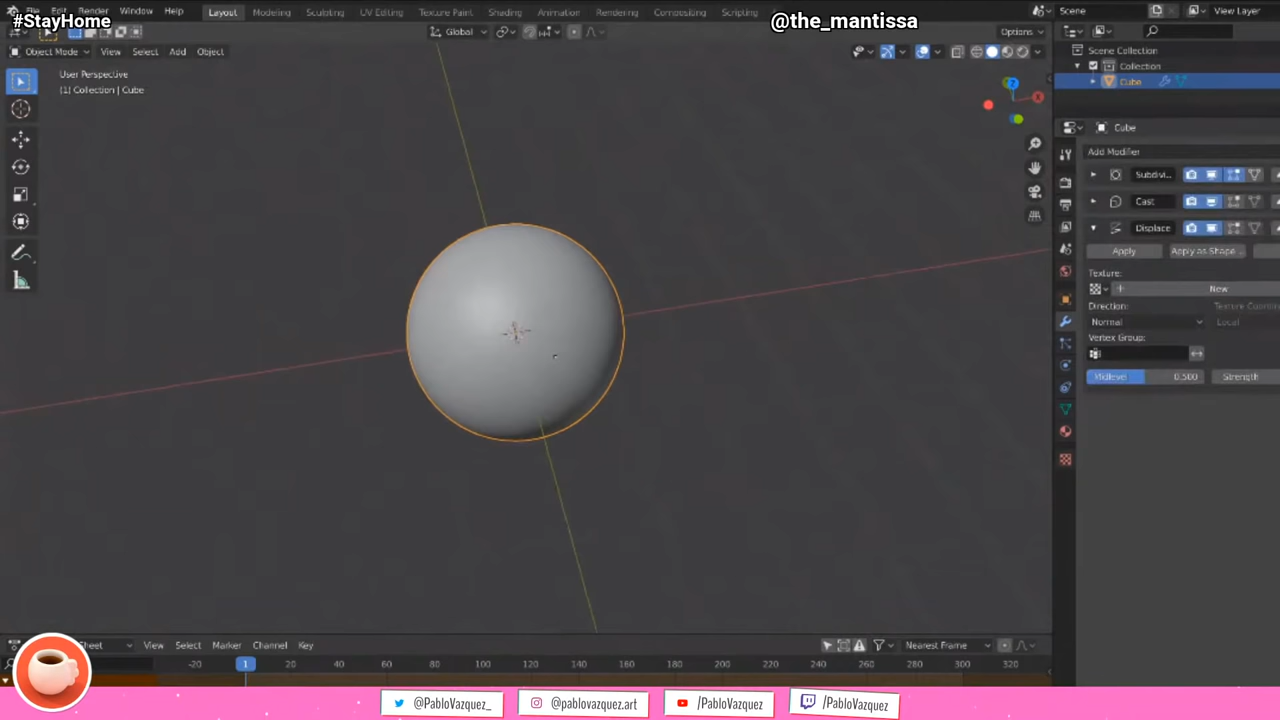 #StayHome
@the_mantissa
File Edit Render Window Help
Layout Modeling Sculpting UV Editing Texture Paint Shading Animation Rendering Compositing Scripting
Scene
View Layer
Global
Options
Object Mode View Select Add Object
User Perspective
(1) Collection | Cube
Scene Collection
Collection
Cube
Cube
Add Modifier
Subdivi...
Cast
Displace
Apply
Apply as Shape...
Texture:
New
Direction:
Texture Coordin
Normal
Local
Vertex Group:
Midlevel 0.500
Strength
Sheet View Select Marker Channel Key
Nearest Frame
-20 1 20 40 60 80 100 120 140 160 180 200 220 240 260 280 300 320
@PabloVazquez_
@pablovazquez.art
/PabloVazquez
/PabloVazquez